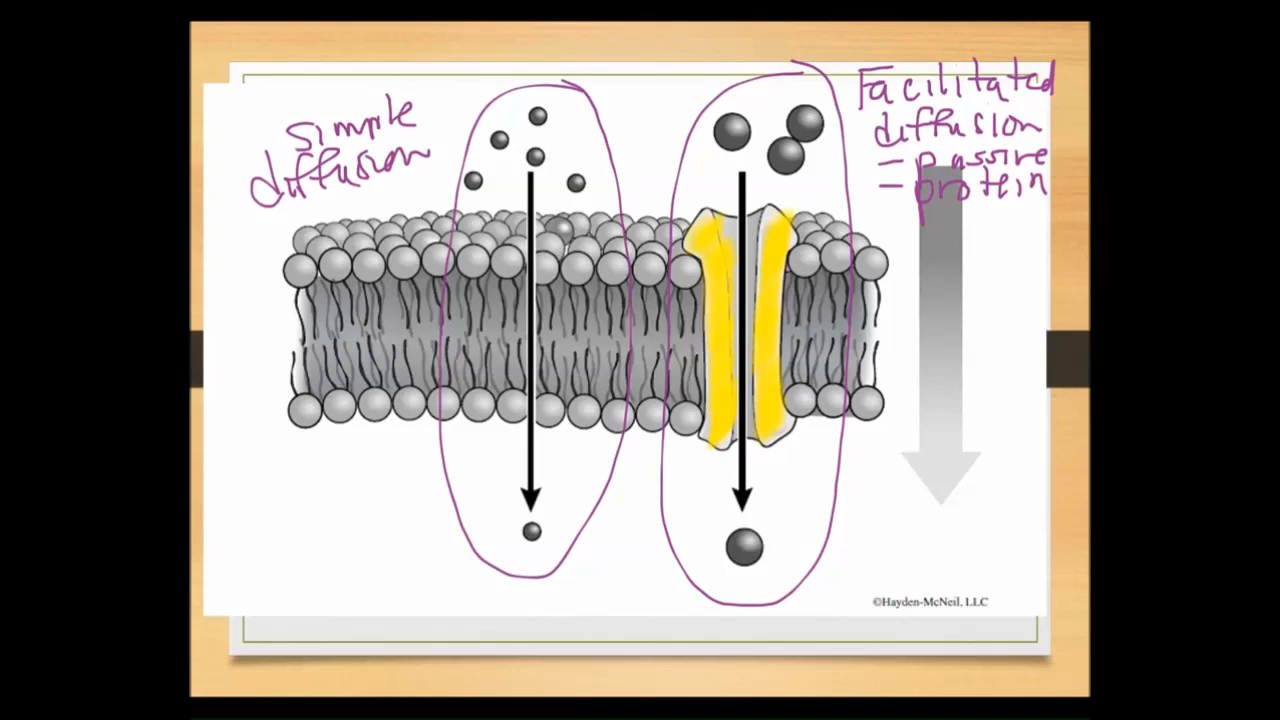 simple
diffusion
Facilitated
diffusion
- passive
- protein
©Hayden-McNeil, LLC